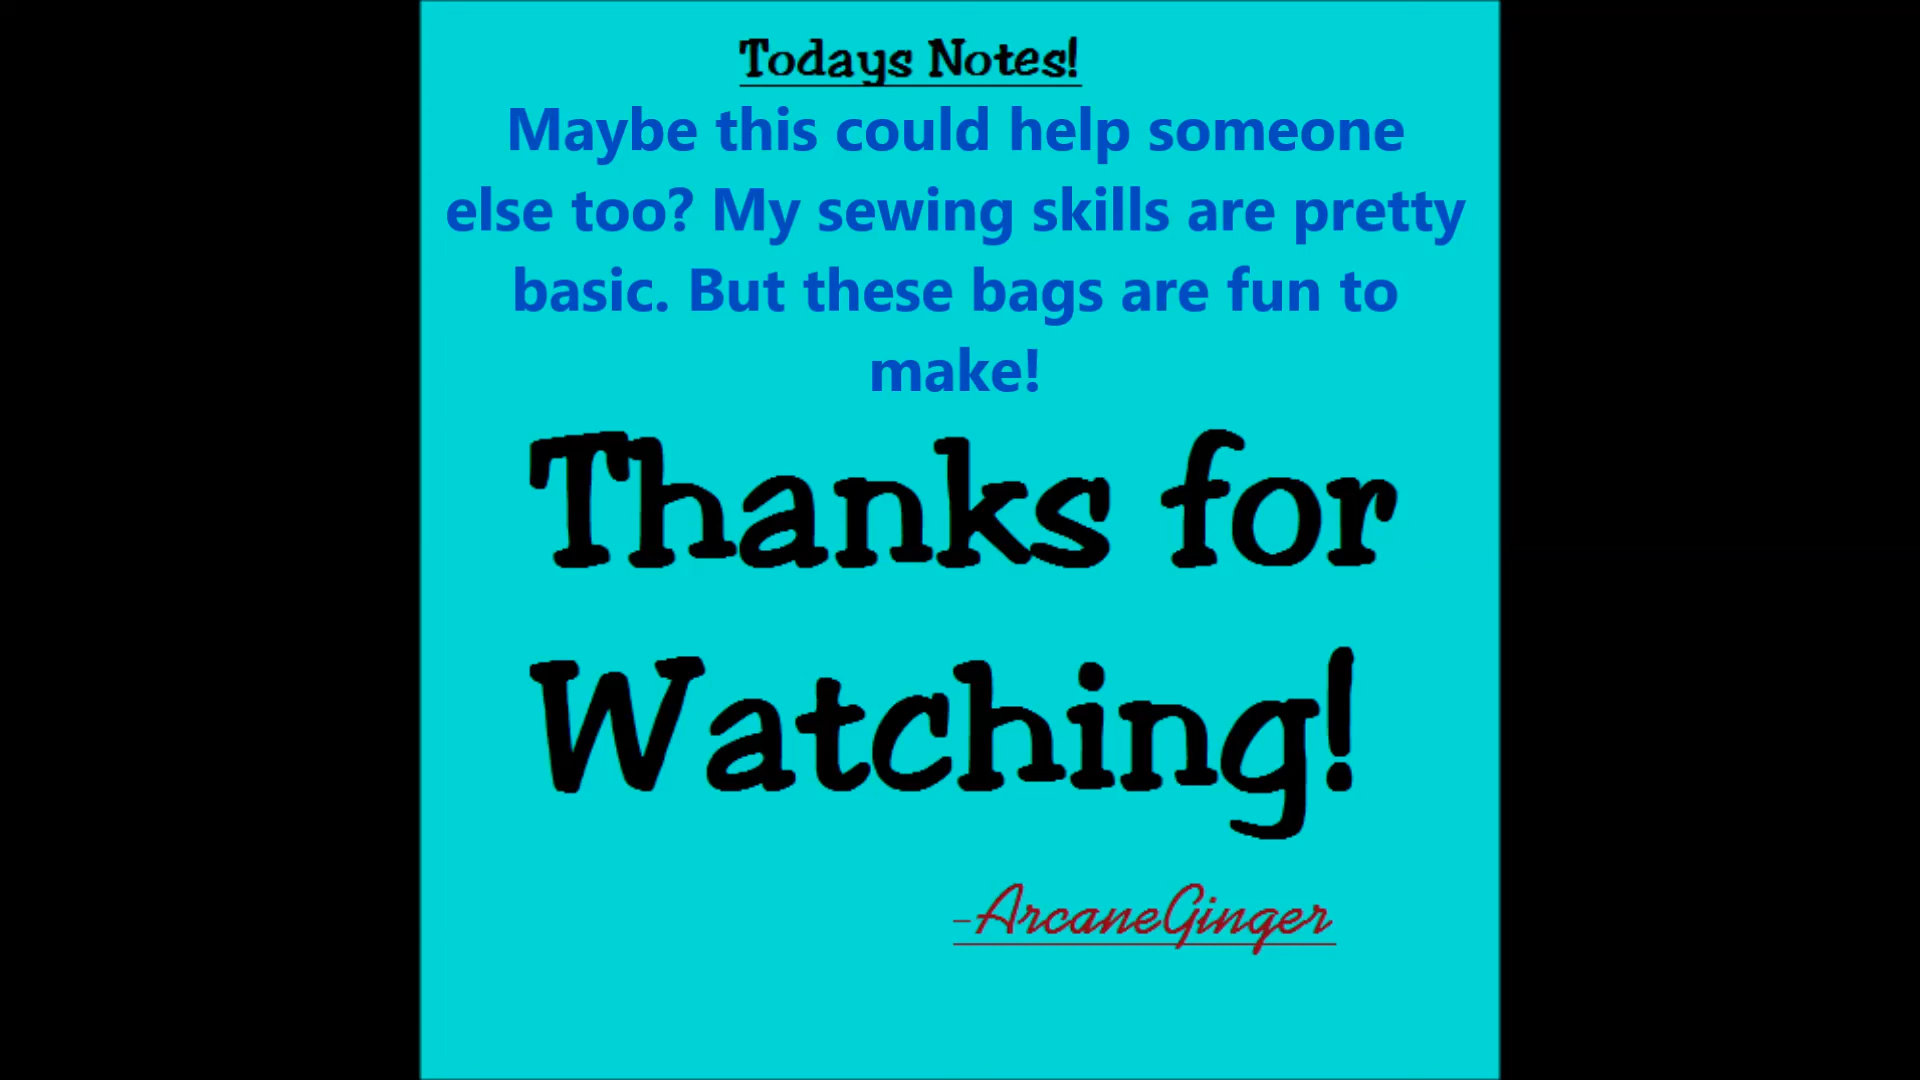 Todays Notes!
Maybe this could help someone
else too? My sewing skills are pretty
basic. But these bags are fun to
make!
Thanks for
Watching!
-ArcaneGinger